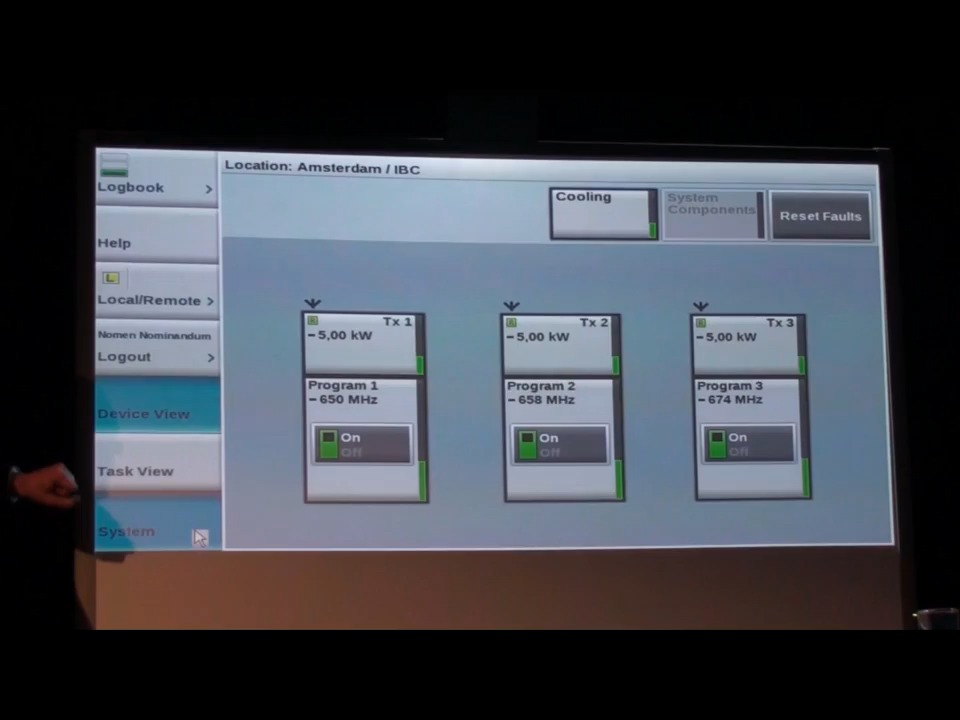 Location: Amsterdam / IBC
Logbook >
Help
L
Local/Remote >
Nomen Nominandum
Logout >
Device View
Task View
System
Cooling
System
Components
Reset Faults
R Tx 1
– 5,00 kW
Program 1
– 650 MHz
On
Off
R Tx 2
– 5,00 kW
Program 2
– 658 MHz
On
Off
R Tx 3
– 5,00 kW
Program 3
– 674 MHz
On
Off